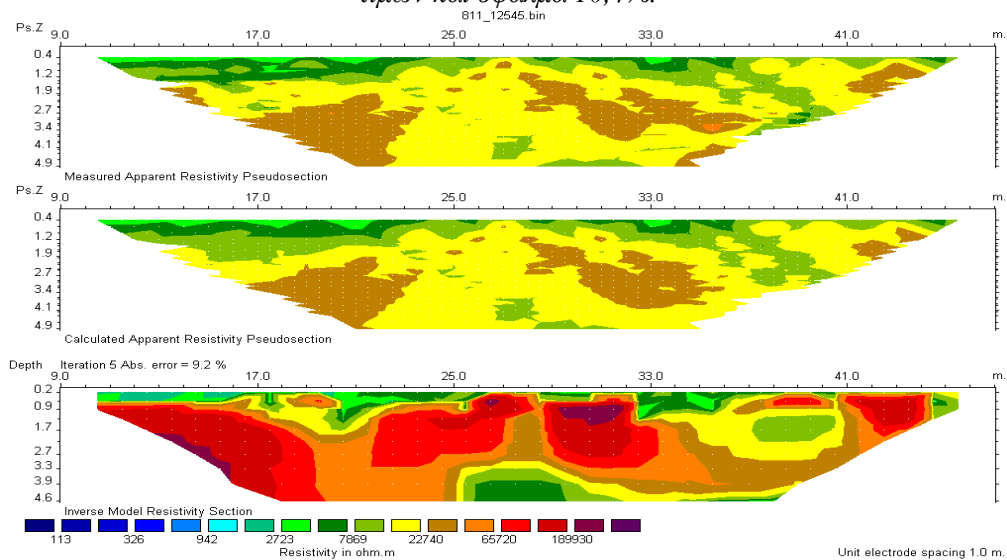 811_12545.bin
Ps.Z 9.0 17.0 25.0 33.0 41.0 m.
0.4
1.2
1.9
2.7
3.4
4.1
4.9
Measured Apparent Resistivity Pseudosection
Ps.Z 9.0 17.0 25.0 33.0 41.0 m.
0.4
1.2
1.9
2.7
3.4
4.1
4.9
Calculated Apparent Resistivity Pseudosection
Depth Iteration 5 Abs. error = 9.2 %
9.0 17.0 25.0 33.0 41.0 m.
0.2
0.9
1.7
2.7
3.3
3.9
4.6
Inverse Model Resistivity Section
113 326 942 2723 7869 22740 65720 189930
Resistivity in ohm.m
Unit electrode spacing 1.0 m.